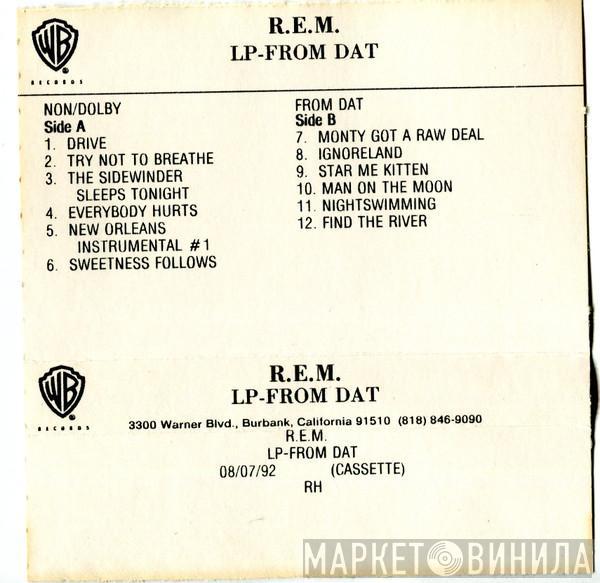 WB
R
RECORDS
R.E.M.
LP-FROM DAT
NON/DOLBY
Side A
1. DRIVE
2. TRY NOT TO BREATHE
3. THE SIDEWINDER
SLEEPS TONIGHT
4. EVERYBODY HURTS
5. NEW ORLEANS
INSTRUMENTAL #1
6. SWEETNESS FOLLOWS
FROM DAT
Side B
7. MONTY GOT A RAW DEAL
8. IGNORELAND
9. STAR ME KITTEN
10. MAN ON THE MOON
11. NIGHTSWIMMING
12. FIND THE RIVER
WB
R
RECORDS
R.E.M.
LP-FROM DAT
3300 Warner Blvd., Burbank, California 91510 (818) 846-9090
R.E.M.
LP-FROM DAT
08/07/92 (CASSETTE)
RH
МАРКЕТ ВИНИЛА